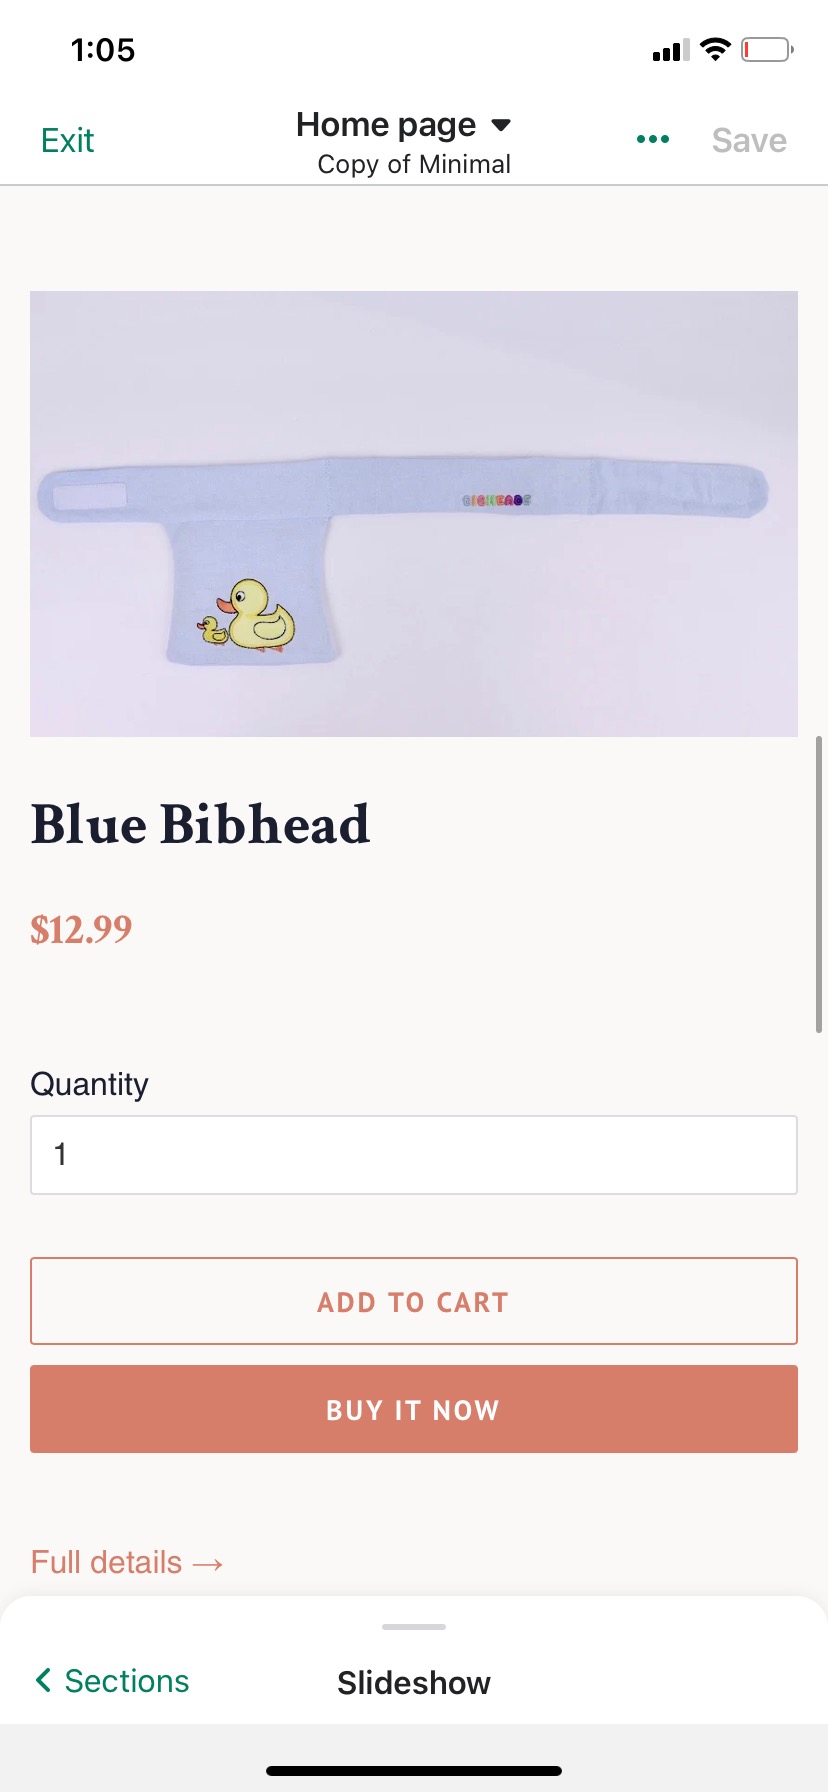 1:05
Exit
Home page
Save
Copy of Minimal
BIBHEADS
Blue Bibhead
$12.99
Quantity
1
ADD TO CART
BUY IT NOW
Full details →
Sections
Slideshow